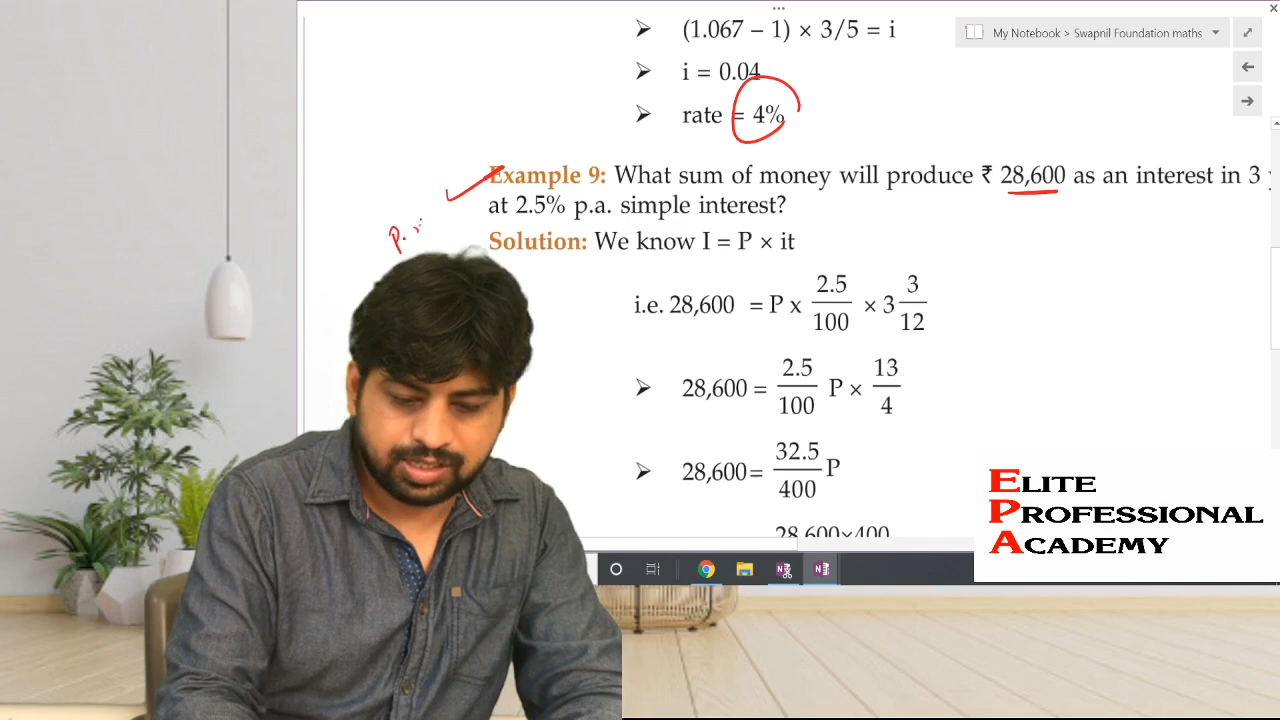 (1.067 – 1) × 3/5 = i
My Notebook > Swapnil Foundation maths
i = 0.04
rate = 4%
Example 9: What sum of money will produce ₹ 28,600 as an interest in 3
at 2.5% p.a. simple interest?
P.
Solution: We know I = P × it
i.e. 28,600 = P x 2.5/100 × 3 3/12
28,600 = 2.5/100 P × 13/4
28,600 = 32.5/400 P
28,600×400
ELITE
PROFESSIONAL
ACADEMY